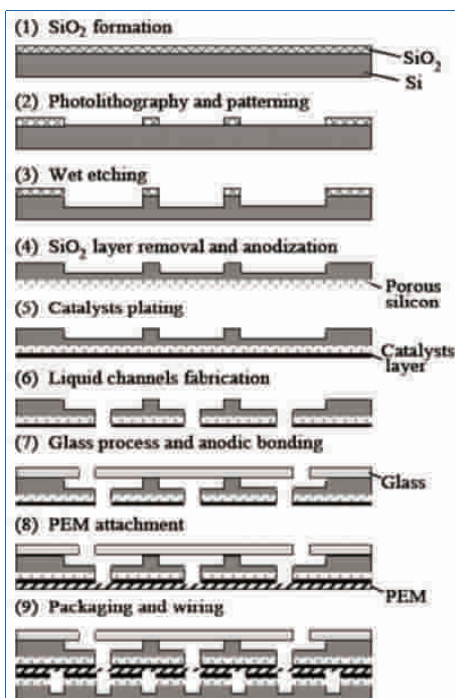 (1) SiO₂ formation
SiO₂
Si
(2) Photolithography and patterning
(3) Wet etching
(4) SiO₂ layer removal and anodization
Porous
silicon
(5) Catalysts plating
Catalysts
layer
(6) Liquid channels fabrication
(7) Glass process and anodic bonding
Glass
(8) PEM attachment
PEM
(9) Packaging and wiring